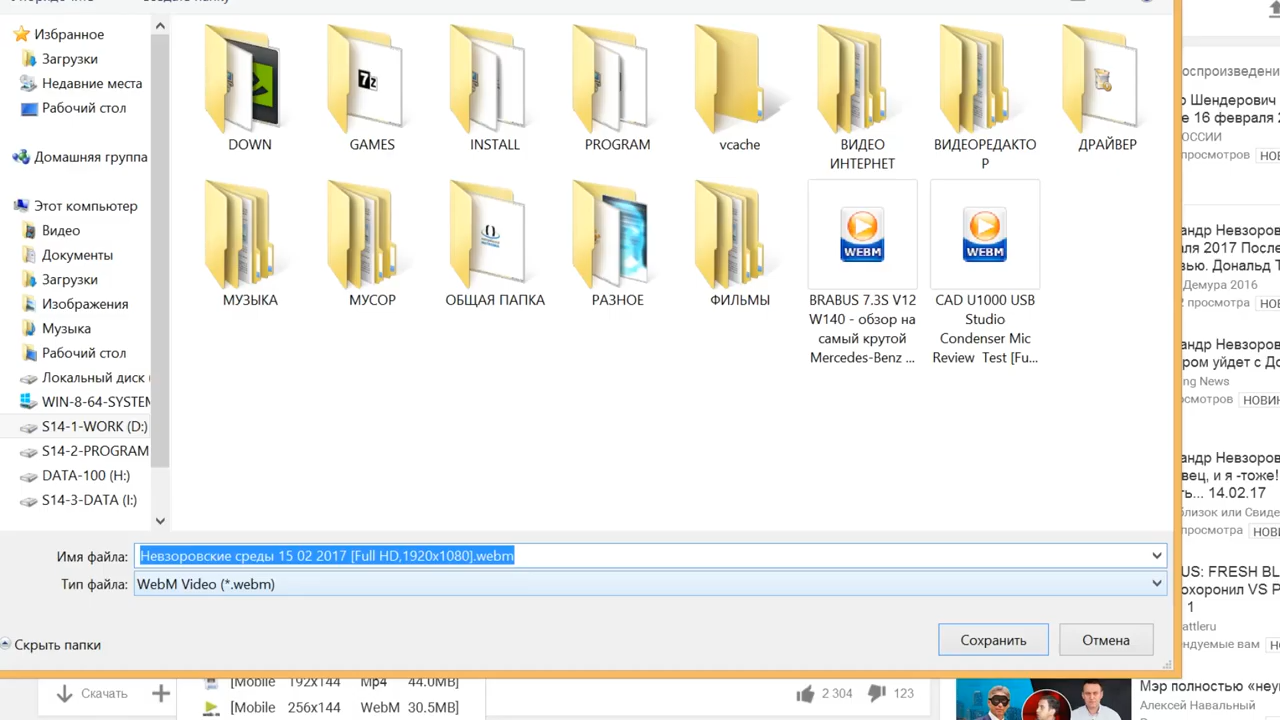 Избранное
Загрузки
Недавние места
Рабочий стол
Домашняя группа
Этот компьютер
Видео
Документы
Загрузки
Изображения
Музыка
Рабочий стол
Локальный диск
WIN-8-64-SYSTEM
S14-1-WORK (D:)
S14-2-PROGRAM
DATA-100 (H:)
S14-3-DATA (I:)
DOWN
GAMES
INSTALL
PROGRAM
vcache
ВИДЕО
ИНТЕРНЕТ
ВИДЕОРЕДАКТО
Р
ДРАЙВЕР
МУЗЫКА
МУСОР
ОБЩАЯ ПАПКА
РАЗНОЕ
ФИЛЬМЫ
WEBM
BRABUS 7.3S V12
W140 - обзор на
самый крутой
Mercedes-Benz ...
WEBM
CAD U1000 USB
Studio
Condenser Mic
Review Test [Fu...
Имя файла: Невзоровские среды 15 02 2017 [Full HD,1920x1080].webm
Тип файла: WebM Video (*.webm)
Скрыть папки
Сохранить
Отмена
Скачать
[Mobile 192x144 Mp4 44.0MB]
[Mobile 256x144 WebM 30.5MB]
2 304
123
оспроизведени
р Шендерович
е 16 февраля 2
ОССИИ
просмотров НО
андр Невзоров
ля 2017 После
вью. Дональд Т
Демура 2016
2 просмотра НО
андр Невзоров
ром уйдет с До
ng News
смотров НОВИН
андр Невзоров
вец, и я -тоже!
ть... 14.02.17
близок или Свиде
просмотра НО
US: FRESH BL
охоронил VS Р
1
attleru
ндуемые вам Н
Мэр полностью «неу
Алексей Навальный